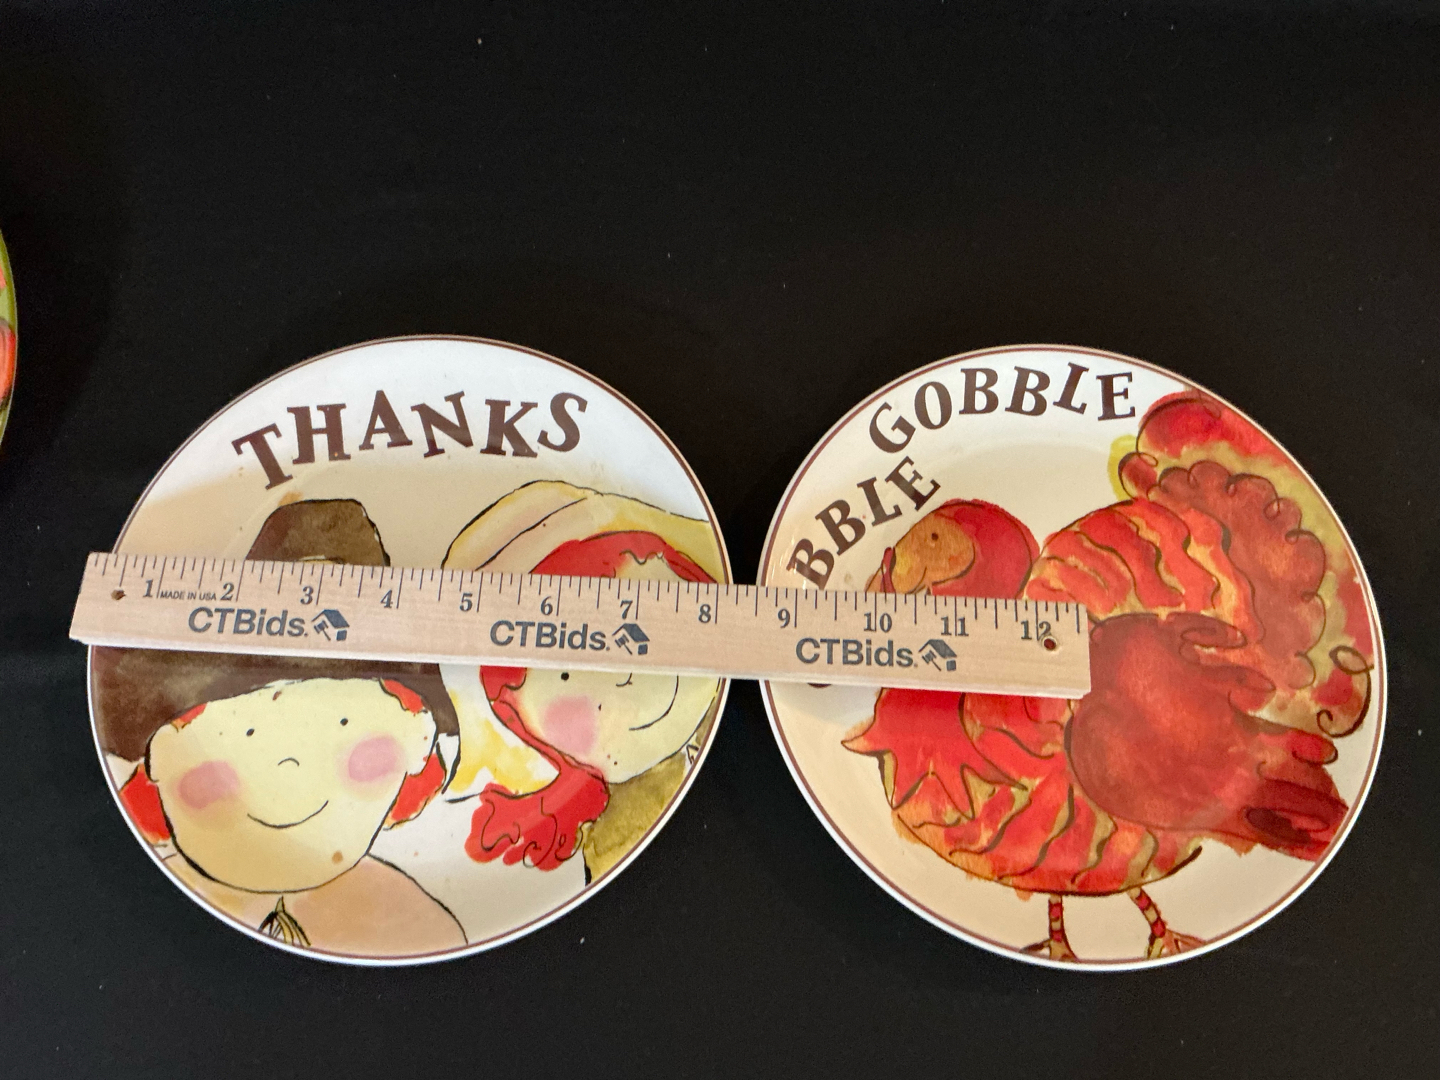 THANKS
GOBBLE
BBLE
1 MADE IN USA 2 3 4 5 6 7 8 9 10 11 12
CTBids. CTBids. CTBids.